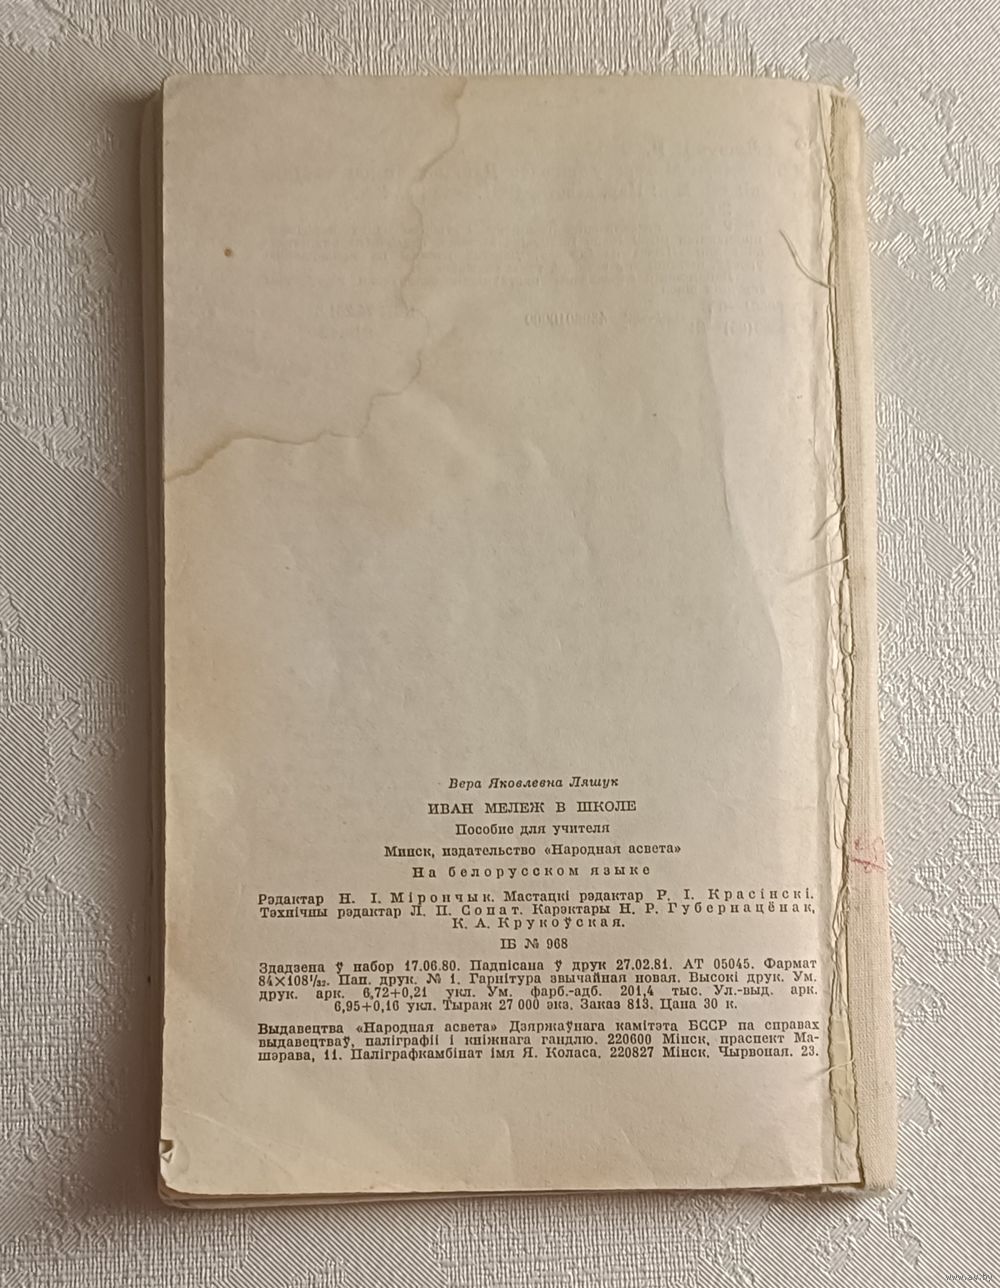 Вера Яковлевна Ляшук
ИВАН МЕЛЕЖ В ШКОЛЕ
Пособие для учителя
Минск, издательство «Народная асвета»
На белорусском языке
Рэдактар Н. І. Мірончык. Мастацкі рэдактар Р. І. Красінскі.
Тэхнічны рэдактар Л. П. Сопат. Карэктары Н. Р. Губернацёнак,
К. А. Крукоўская.
ІБ № 968
Здадзена ў набор 17.06.80. Падпісана ў друк 27.02.81. АТ 05045. Фармат
84×108¹/₃₂. Пап. друк. № 1. Гарнітура звычайная новая. Высокі друк. Ум.
друк. арк. 6,72+0,21 укл. Ум. фарб.-адб. 201,4 тыс. Ул.-выд. арк.
6,95+0,16 укл. Тыраж 27 000 экз. Заказ 813. Цана 30 к.
Выдавецтва «Народная асвета» Дзяржаўнага камітэта БССР па справах
выдавецтваў, паліграфіі і кніжнага гандлю. 220600 Мінск, праспект Ма-
шэрава, 11. Паліграфкамбінат імя Я. Коласа. 220827 Мінск. Чырвоная. 23.